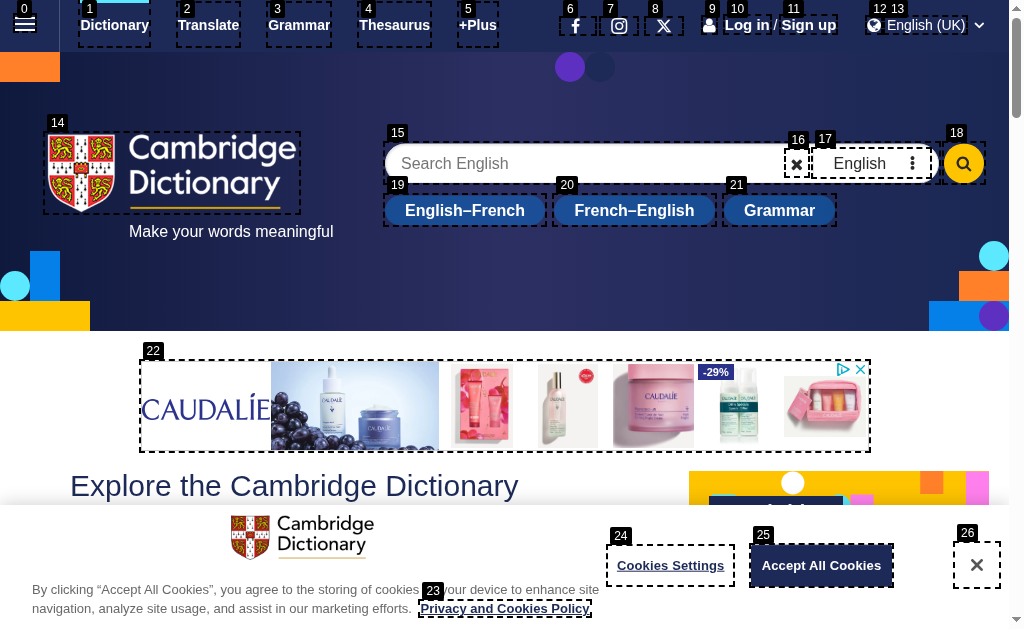 Dictionary Translate Grammar Thesaurus +Plus Log in / Sign up English (UK)
0 1 2 3 4 5 6 7 8 9 10 11 12 13
14
Cambridge
Dictionary
Make your words meaningful
15 16 17 18
Search English
English
19 20 21
English–French French–English Grammar
22
CAUDALÍE
-29%
Explore the Cambridge Dictionary
Cambridge
Dictionary
By clicking “Accept All Cookies”, you agree to the storing of cookies your device to enhance site
navigation, analyze site usage, and assist in our marketing efforts. Privacy and Cookies Policy
23
24 25 26
Cookies Settings
Accept All Cookies